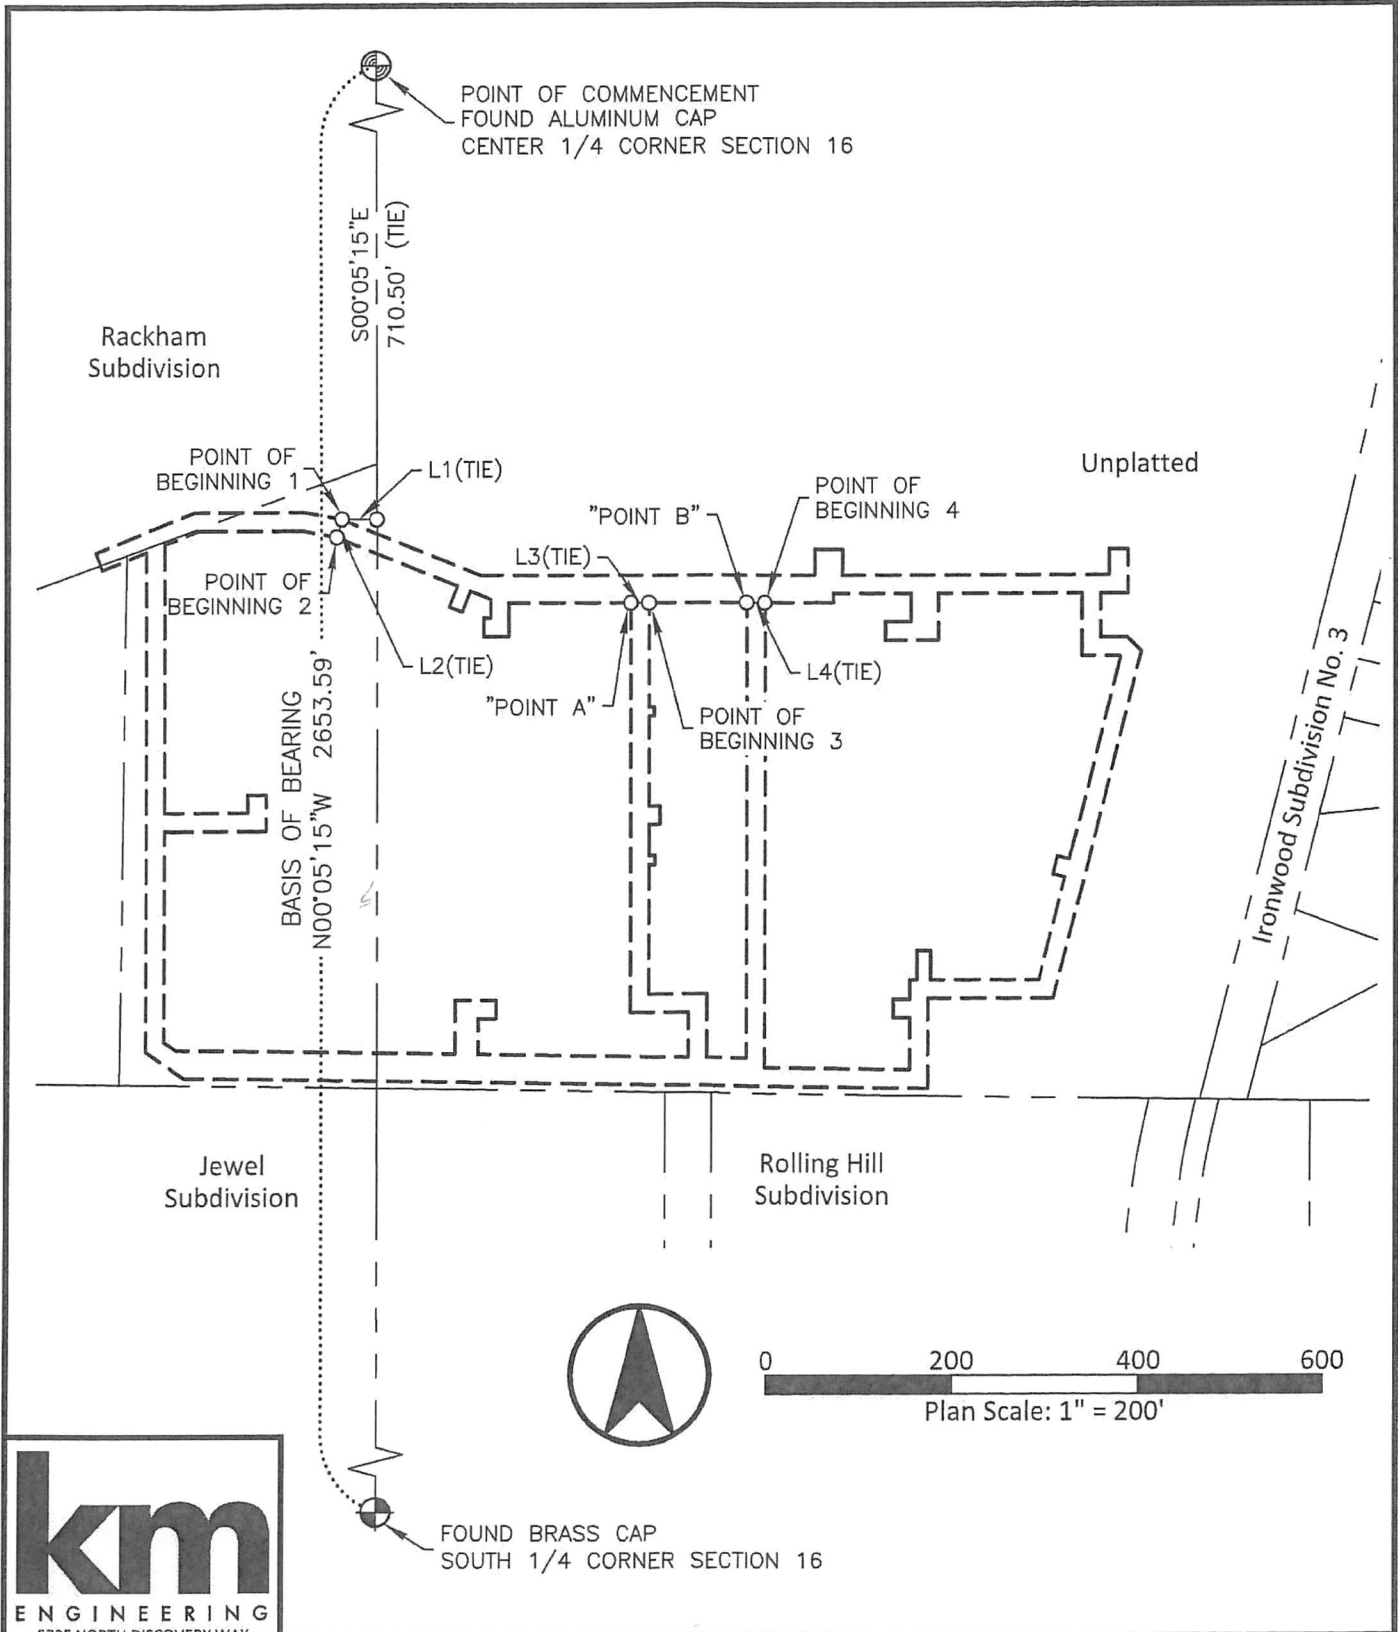 POINT OF COMMENCEMENT
FOUND ALUMINUM CAP
CENTER 1/4 CORNER SECTION 16
S00°05'15"E
710.50' (TIE)
Rackham
Subdivision
POINT OF
BEGINNING 1
L1(TIE)
Unplatted
POINT OF
BEGINNING 4
"POINT B"
L3(TIE)
POINT OF
BEGINNING 2
L2(TIE)
L4(TIE)
"POINT A"
POINT OF
BEGINNING 3
BASIS OF BEARING
N00°05'15"W 2653.59'
Ironwood Subdivision No. 3
Jewel
Subdivision
Rolling Hill
Subdivision
0 200 400 600
Plan Scale: 1" = 200'
km
ENGINEERING
FOUND BRASS CAP
SOUTH 1/4 CORNER SECTION 16